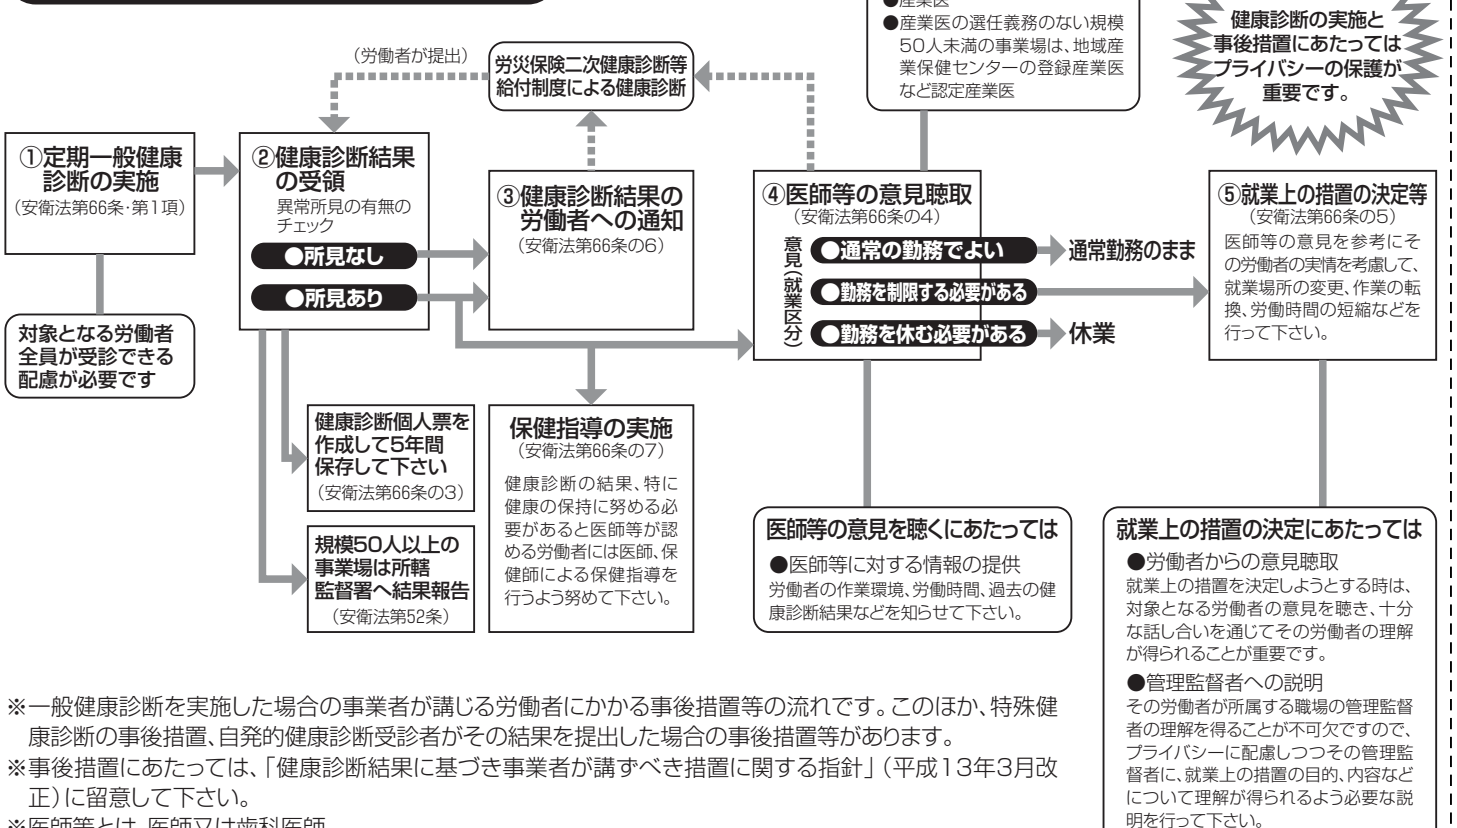 ●産業医
●産業医の選任義務のない規模
50人未満の事業場は、地域産
業保健センターの登録産業医
など認定産業医
健康診断の実施と
事後措置にあたっては
プライバシーの保護が
重要です。
(労働者が提出)
労災保険二次健康診断等
給付制度による健康診断
①定期一般健康
診断の実施
(安衛法第66条・第1項)
対象となる労働者
全員が受診できる
配慮が必要です
②健康診断結果
の受領
異常所見の有無の
チェック
●所見なし
●所見あり
③健康診断結果の
労働者への通知
(安衛法第66条の6)
④医師等の意見聴取
(安衛法第66条の4)
意見(就業区分)
●通常の勤務でよい
通常勤務のまま
●勤務を制限する必要がある
●勤務を休む必要がある
休業
⑤就業上の措置の決定等
(安衛法第66条の5)
医師等の意見を参考にそ
の労働者の実情を考慮して、
就業場所の変更、作業の転
換、労働時間の短縮などを
行って下さい。
健康診断個人票を
作成して5年間
保存して下さい
(安衛法第66条の3)
規模50人以上の
事業場は所轄
監督署へ結果報告
(安衛法第52条)
保健指導の実施
(安衛法第66条の7)
健康診断の結果、特に
健康の保持に努める必
要があると医師等が認
める労働者には医師、保
健師による保健指導を
行うよう努めて下さい。
医師等の意見を聴くにあたっては
●医師等に対する情報の提供
労働者の作業環境、労働時間、過去の健
康診断結果などを知らせて下さい。
就業上の措置の決定にあたっては
●労働者からの意見聴取
就業上の措置を決定しようとする時は、
対象となる労働者の意見を聴き、十分
な話し合いを通じてその労働者の理解
が得られることが重要です。
●管理監督者への説明
その労働者が所属する職場の管理監督
者の理解を得ることが不可欠ですので、
プライバシーに配慮しつつその管理監
督者に、就業上の措置の目的、内容など
について理解が得られるよう必要な説
明を行って下さい。
※一般健康診断を実施した場合の事業者が講じる労働者にかかる事後措置等の流れです。このほか、特殊健
康診断の事後措置、自発的健康診断受診者がその結果を提出した場合の事後措置等があります。
※事後措置にあたっては、「健康診断結果に基づき事業者が講ずべき措置に関する指針」(平成13年3月改
正)に留意して下さい。
※医師等とは、医師又は歯科医師